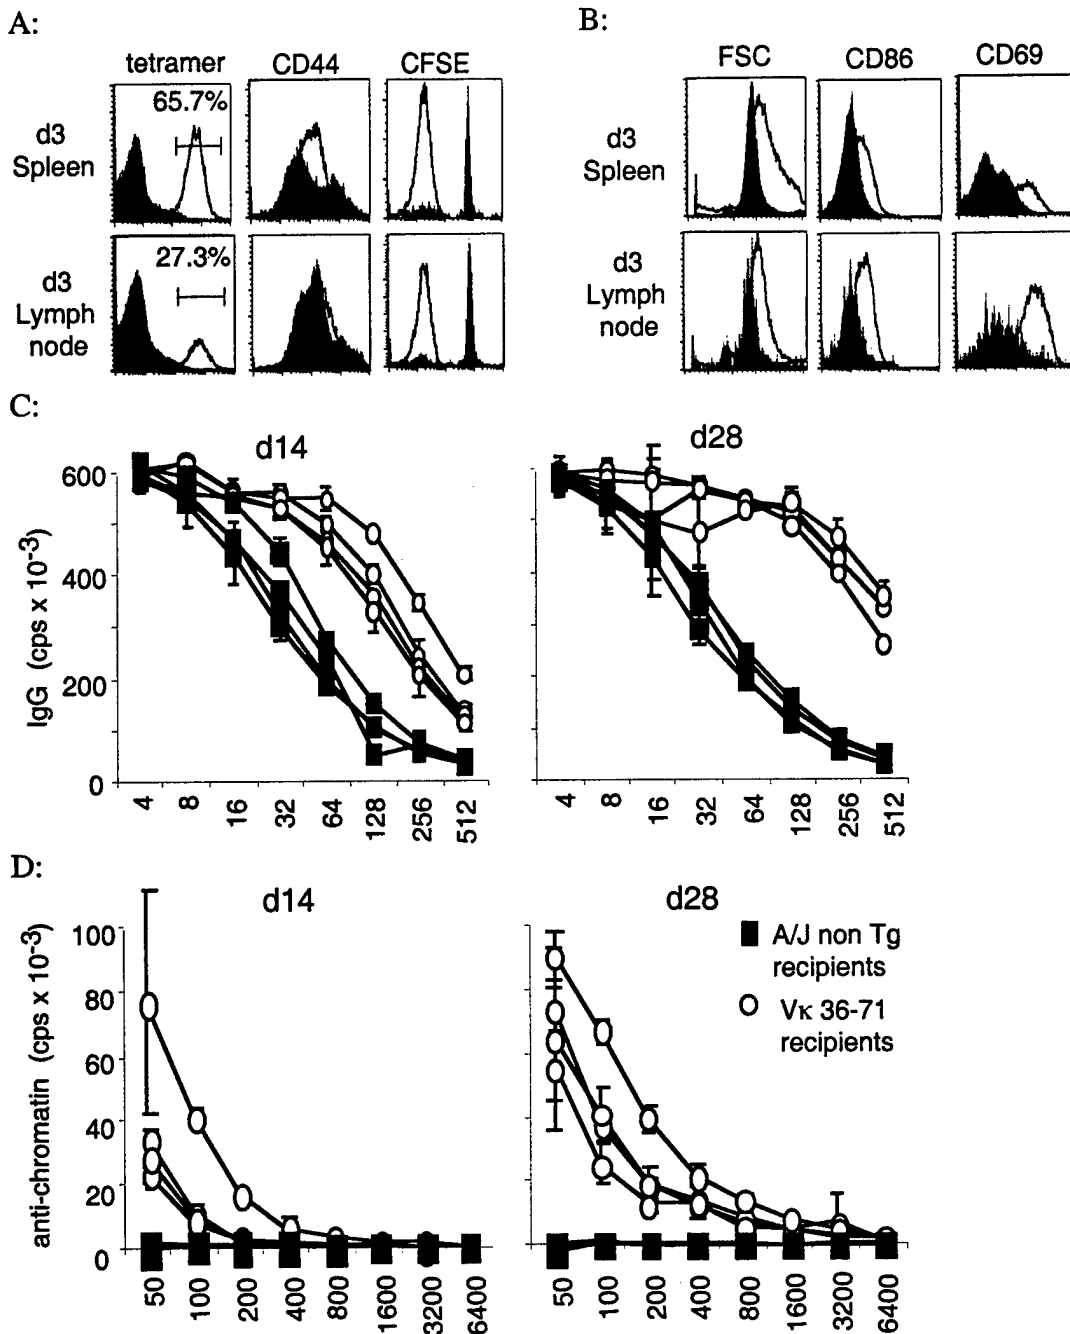 A:
tetramer CD44 CFSE
d3
Spleen
65.7%
d3
Lymph
node
27.3%
B:
FSC CD86 CD69
d3
Spleen
d3
Lymph
node
C:
d14
IgG (cps x 10-3)
600
400
200
0
4 8 16 32 64 128 256 512
d28
4 8 16 32 64 128 256 512
D:
d14
anti-chromatin (cps x 10-3)
100
80
60
40
20
0
50 100 200 400 800 1600 3200 6400
d28
50 100 200 400 800 1600 3200 6400
A/J non Tg
recipients
Vκ 36-71
recipients